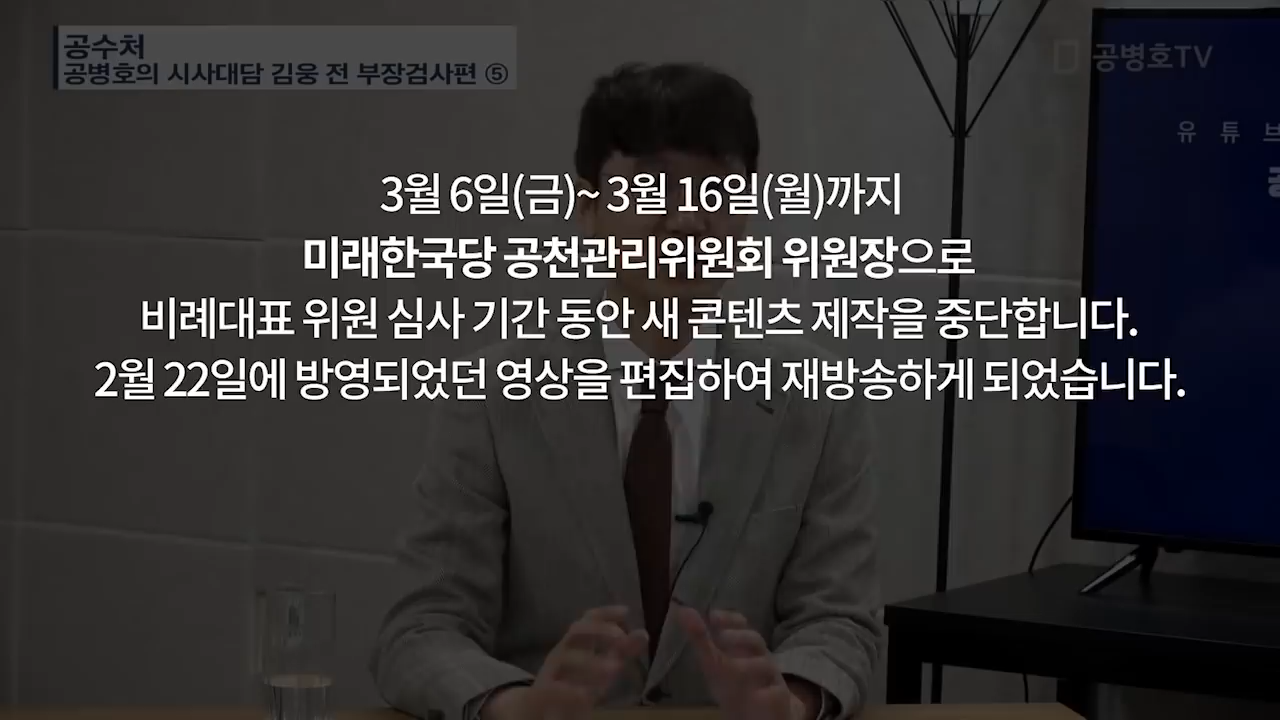 공수처
공병호의 시사대담 김웅 전 부장검사편 ⑤
공병호TV
유튜브
3월 6일(금)~ 3월 16일(월)까지
미래한국당 공천관리위원회 위원장으로
비례대표 위원 심사 기간 동안 새 콘텐츠 제작을 중단합니다.
2월 22일에 방영되었던 영상을 편집하여 재방송하게 되었습니다.